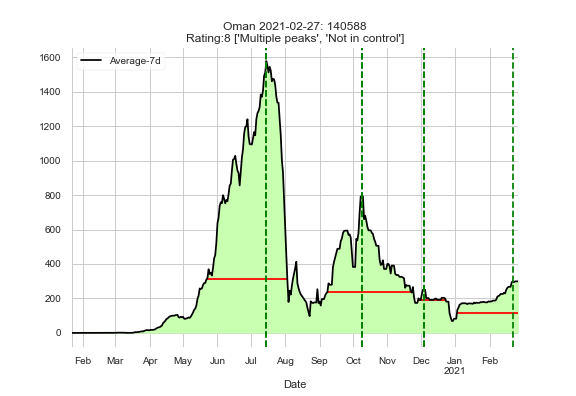 Oman 2021-02-27: 140588
Rating:8 ['Multiple peaks', 'Not in control']
Average-7d
1600
1400
1200
1000
800
600
400
200
0
Feb Mar Apr May Jun Jul Aug Sep Oct Nov Dec Jan Feb
2021
Date